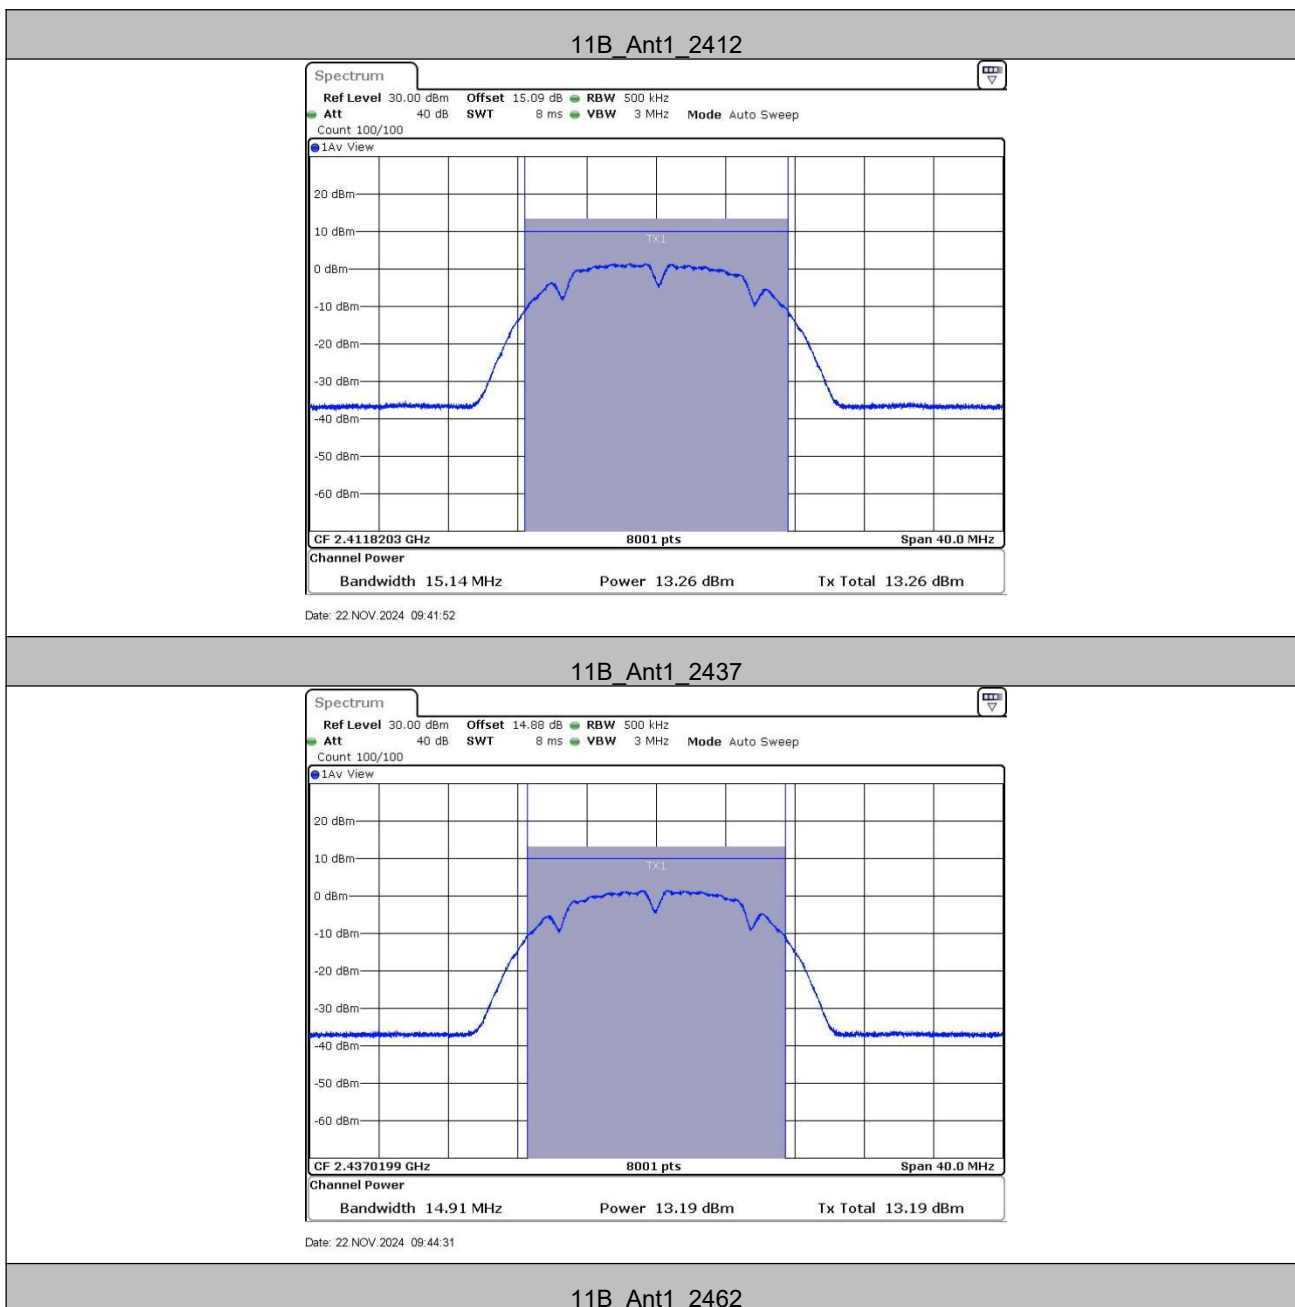 11B_Ant1_2412
Spectrum
Ref Level 30.00 dBm Offset 15.09 dB RBW 500 kHz
Att 40 dB SWT 8 ms VBW 3 MHz Mode Auto Sweep
Count 100/100
1Av View
20 dBm
10 dBm
TX1
0 dBm
-10 dBm
-20 dBm
-30 dBm
-40 dBm
-50 dBm
-60 dBm
CF 2.4118203 GHz 8001 pts Span 40.0 MHz
Channel Power
Bandwidth 15.14 MHz Power 13.26 dBm Tx Total 13.26 dBm
Date: 22.NOV.2024 09:41:52
11B_Ant1_2437
Spectrum
Ref Level 30.00 dBm Offset 14.88 dB RBW 500 kHz
Att 40 dB SWT 8 ms VBW 3 MHz Mode Auto Sweep
Count 100/100
1Av View
20 dBm
10 dBm
TX1
0 dBm
-10 dBm
-20 dBm
-30 dBm
-40 dBm
-50 dBm
-60 dBm
CF 2.4370199 GHz 8001 pts Span 40.0 MHz
Channel Power
Bandwidth 14.91 MHz Power 13.19 dBm Tx Total 13.19 dBm
Date: 22.NOV.2024 09:44:31
11B_Ant1_2462